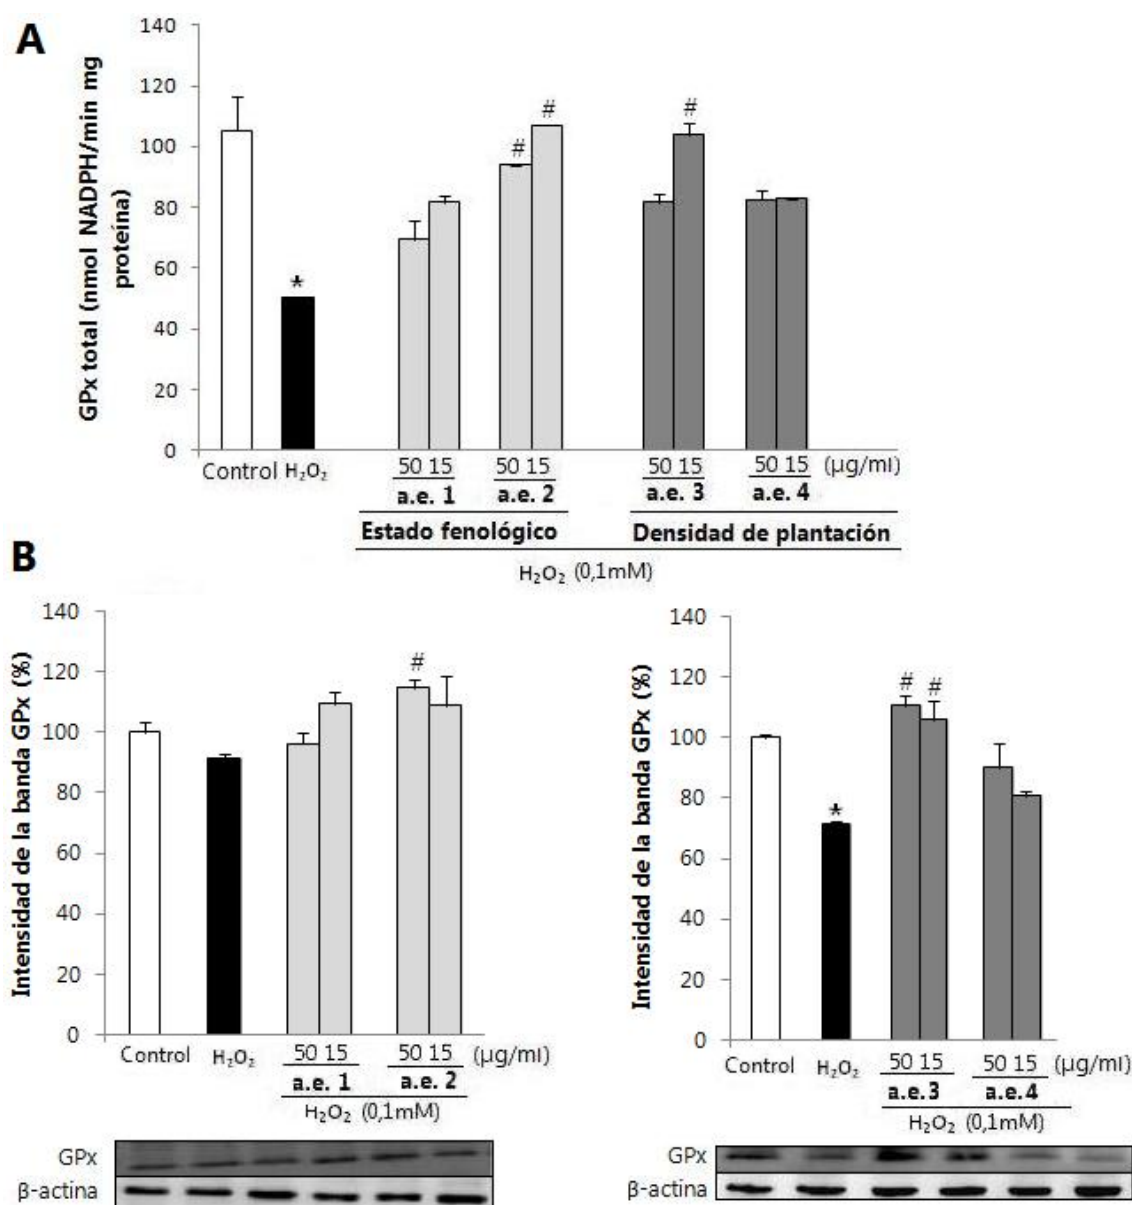 A
GPx total (nmol NADPH/min mg
proteína)
140
120
100
80
60
40
20
0
*
#
#
#
Control H₂O₂
50 15 50 15 50 15 50 15 (µg/ml)
a.e. 1 a.e. 2 a.e. 3 a.e. 4
Estado fenológico Densidad de plantación
H₂O₂ (0,1mM)
B
Intensidad de la banda GPx (%)
140
120
100
80
60
40
20
0
#
Control H₂O₂ 50 15 50 15 (µg/ml)
a.e. 1 a.e. 2
H₂O₂ (0,1mM)
GPx
β-actina
Intensidad de la banda GPx (%)
140
120
100
80
60
40
20
0
*
# #
Control H₂O₂ 50 15 50 15 (µg/ml)
a.e.3 a.e.4
H₂O₂ (0,1mM)
GPx
β-actina